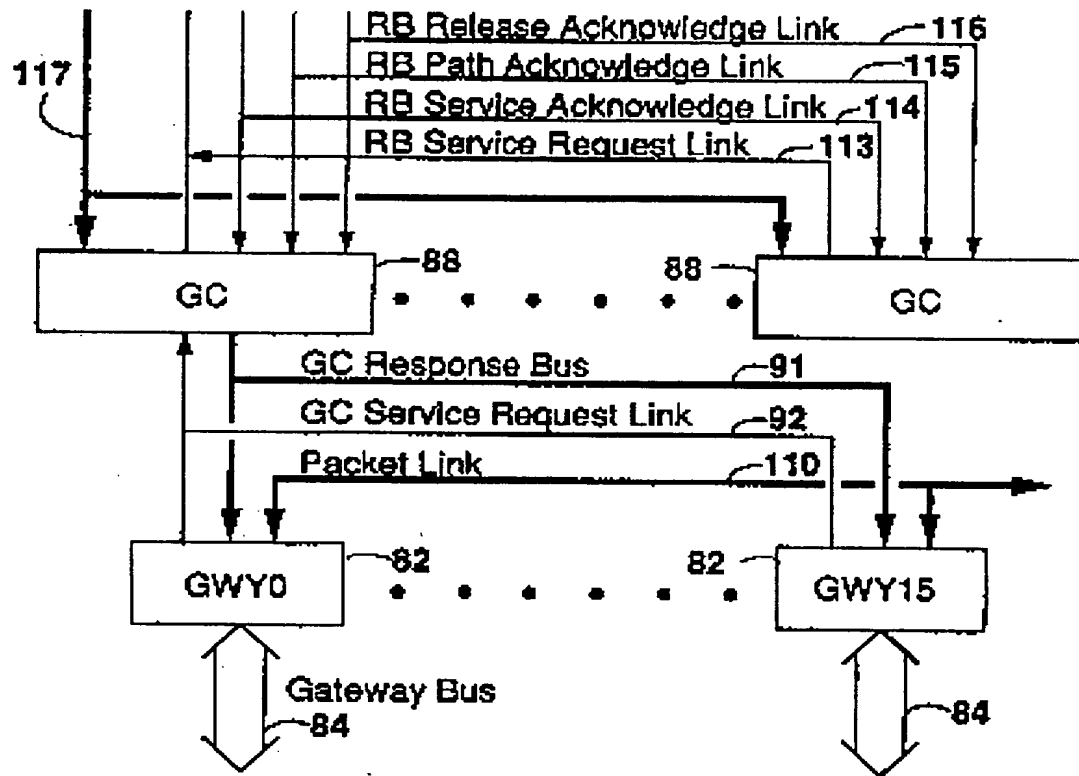 RB Release Acknowledge Link 116
117 RB Path Acknowledge Link 115
RB Service Acknowledge Link 114
RB Service Request Link 113
88 88
GC GC
GC Response Bus 91
GC Service Request Link 92
Packet Link 110
82 82
GWY0 GWY15
Gateway Bus
84 84